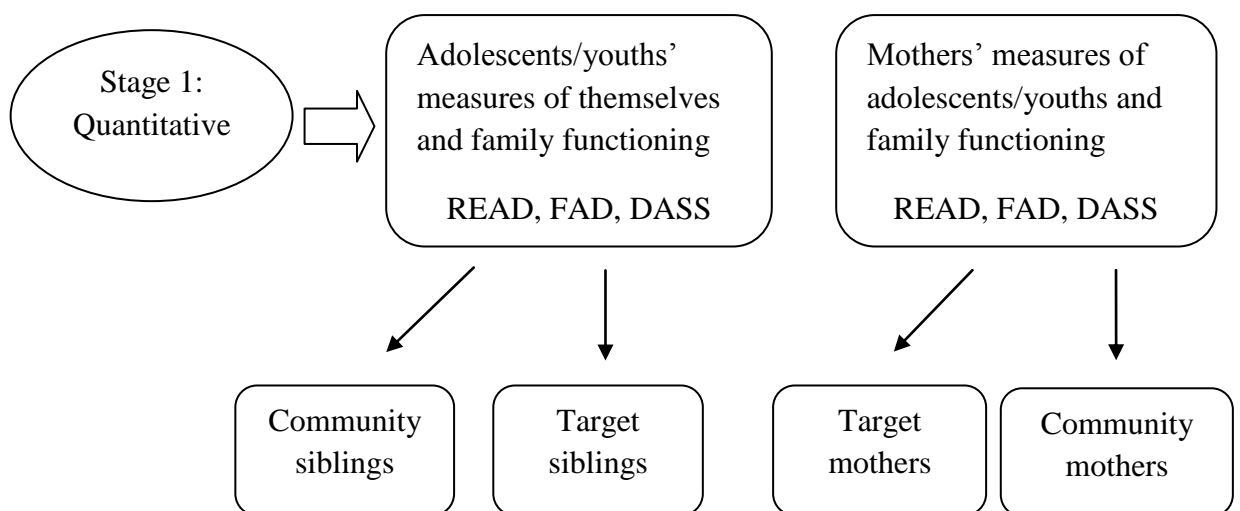 Stage 1:
Quantitative
Adolescents/youths’
measures of themselves
and family functioning
READ, FAD, DASS
Mothers’ measures of
adolescents/youths and
family functioning
READ, FAD, DASS
Community
siblings
Target
siblings
Target
mothers
Community
mothers